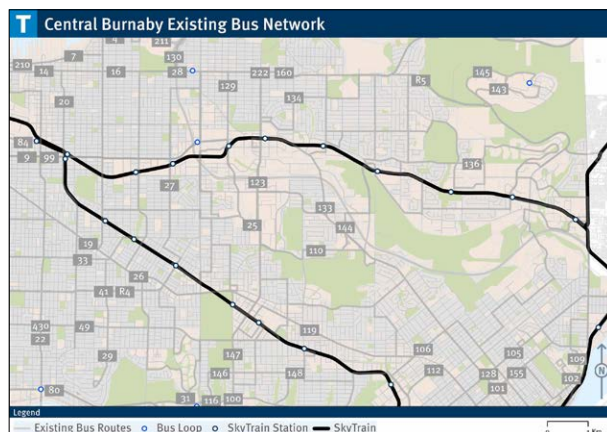 T Central Burnaby Existing Bus Network
4 211
7 130
210 14 16 28 222 160 R5 145
129 143
20 134
84
9 99 136
27 123
133
25 144
19
33 110
26
41 R4
430 49 119 106 105 109
22 147
29 146 148 112 128 155 102
101
80 31 116 100
N
Legend
Existing Bus Routes Bus Loop SkyTrain Station SkyTrain